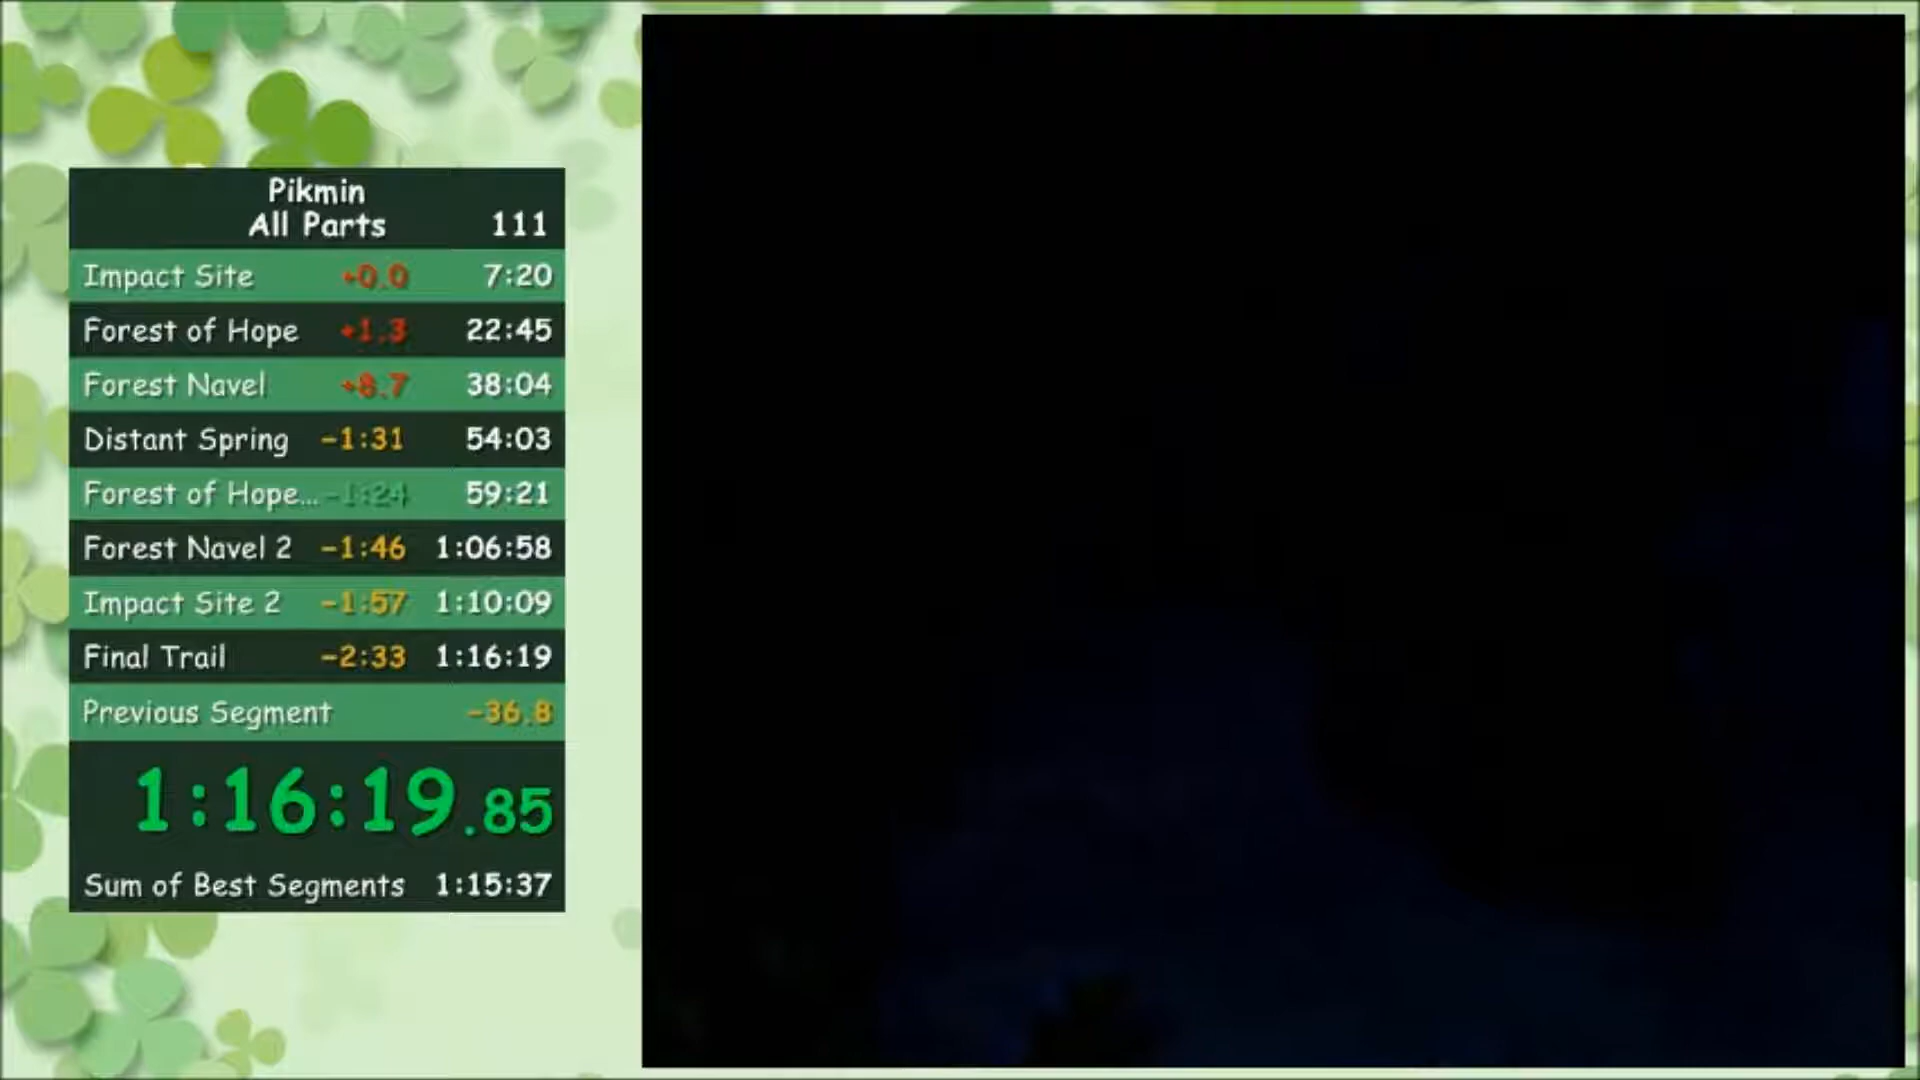 Pikmin
All Parts 111
Impact Site +0.0 7:20
Forest of Hope +1.3 22:45
Forest Navel +8.7 38:04
Distant Spring -1:31 54:03
Forest of Hope... -1:24 59:21
Forest Navel 2 -1:46 1:06:58
Impact Site 2 -1:57 1:10:09
Final Trail -2:33 1:16:19
Previous Segment -36.8
1:16:19.85
Sum of Best Segments 1:15:37